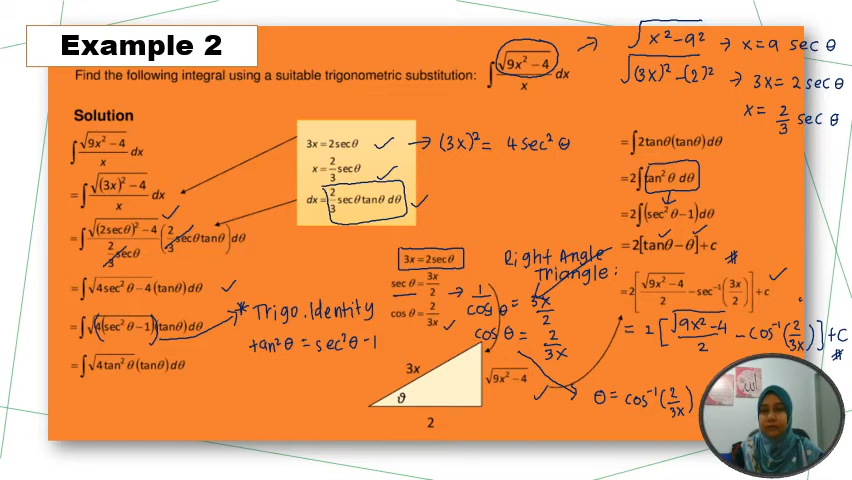 Example 2
Find the following integral using a suitable trigonometric substitution: ∫ √(9x² − 4) / x dx
√(x² − a²) → x = a sec θ
√((3x)² − (2)²) → 3x = 2 sec θ
x = 2/3 sec θ
Solution
∫ √(9x² − 4) / x dx
= ∫ √((3x)² − 4) / x dx
= ∫ √((2secθ)² − 4) / (2/3 secθ) (2/3 secθ tanθ) dθ
= ∫ √(4sec²θ − 4) (tanθ) dθ
= ∫ √(4(sec²θ − 1)) (tanθ) dθ
= ∫ √(4tan²θ) (tanθ) dθ
3x = 2secθ → (3x)² = 4 sec²θ
x = 2/3 secθ
dx = 2/3 secθ tanθ dθ
* Trigo. Identity
tan²θ = sec²θ − 1
3x = 2secθ
secθ = 3x/2 → 1/cos θ = 3x/2
cosθ = 2/3x
cos θ = 2/3x
Right Angle
Triangle:
3x
ϑ
2
√(9x² − 4)
θ = cos⁻¹(2/3x)
= ∫ 2tanθ(tanθ) dθ
= 2∫ tan²θ dθ
= 2∫ (sec²θ − 1) dθ
= 2[tanθ − θ] + c
*
= 2[√(9x² − 4)/2 − sec⁻¹(3x/2)] + c
= 2[√(9x² − 4)/2 − cos⁻¹(2/3x)] + c
*